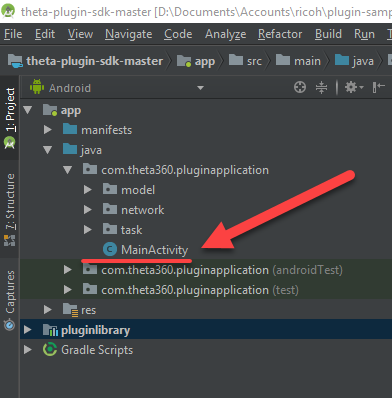 theta-plugin-sdk-master [D:\Documents\Accounts\ricoh\plugin-samp
File Edit View Navigate Code Analyze Refactor Build Run T
theta-plugin-sdk-master app src main java
Android
1: Project
app
manifests
java
com.theta360.pluginapplication
model
network
task
MainActivity
com.theta360.pluginapplication (androidTest)
com.theta360.pluginapplication (test)
res
pluginlibrary
Gradle Scripts
7: Structure
Captures